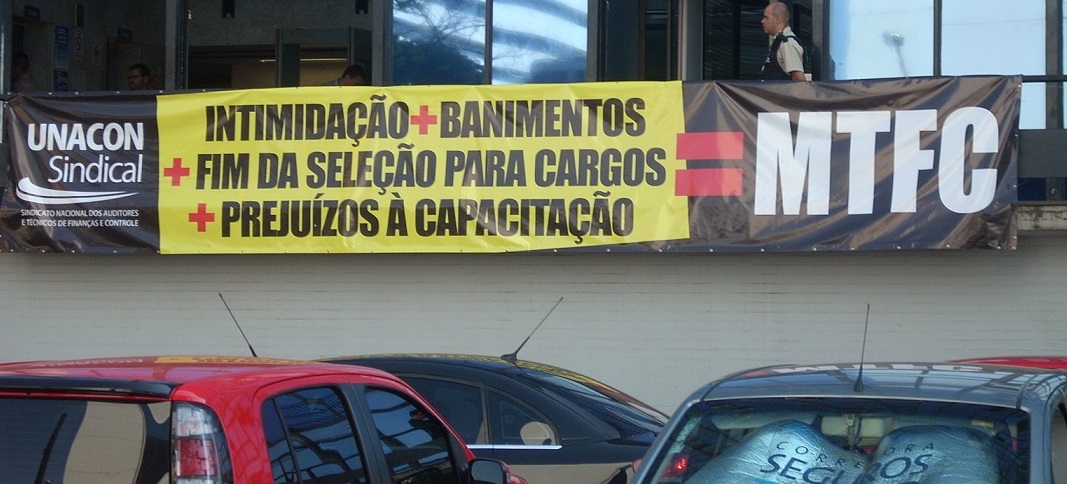 UNACON
Sindical
SINDICATO NACIONAL DOS AUDITORES
E TÉCNICOS DE FINANÇAS E CONTROLE
INTIMIDAÇÃO+BANIMENTOS
+FIM DA SELEÇÃO PARA CARGOS
+PREJUÍZOS À CAPACITAÇÃO
=MTFC
CORRETORA
SEGUROS